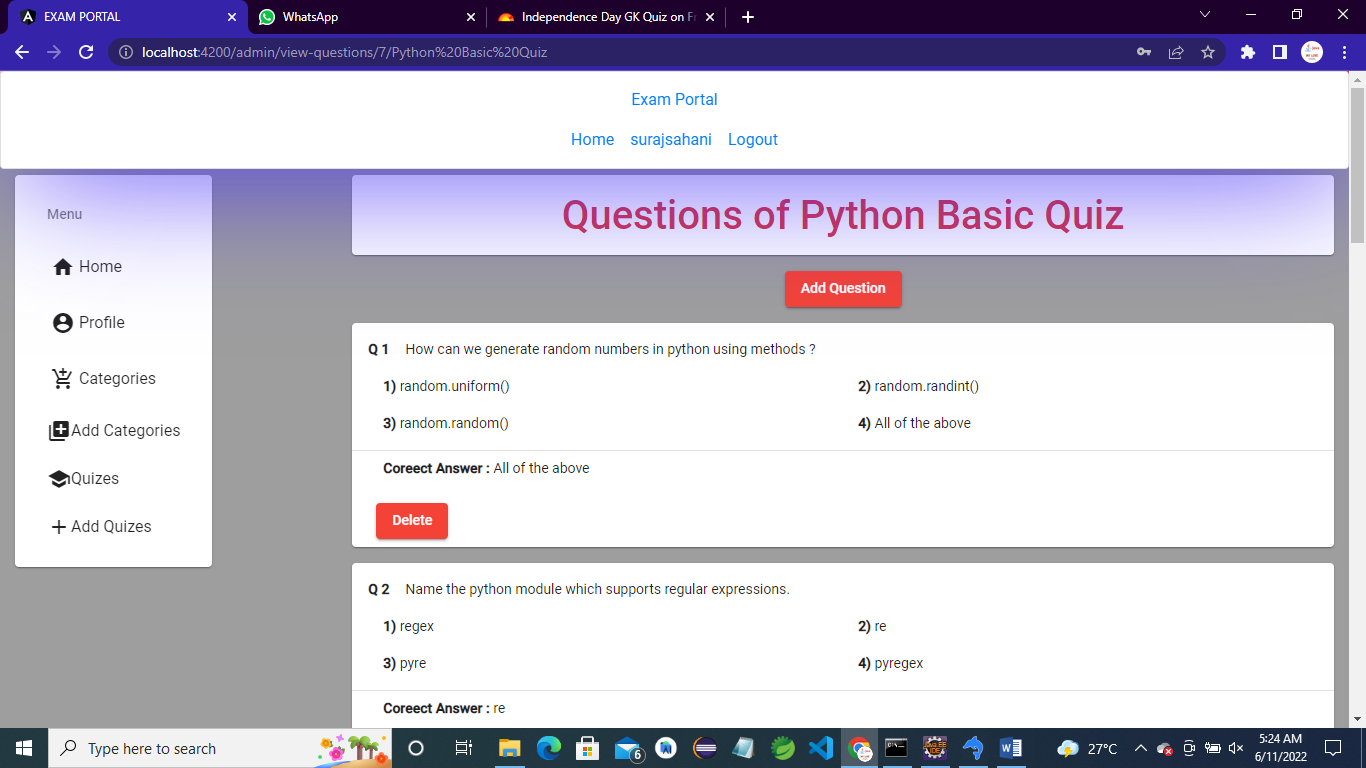 EXAM PORTAL
WhatsApp
Independence Day GK Quiz on Fr
localhost:4200/admin/view-questions/7/Python%20Basic%20Quiz
Exam Portal
Home surajsahani Logout
Menu
Home
Profile
Categories
Add Categories
Quizes
Add Quizes
Questions of Python Basic Quiz
Add Question
Q 1 How can we generate random numbers in python using methods ?
1) random.uniform() 2) random.randint()
3) random.random() 4) All of the above
Coreect Answer : All of the above
Delete
Q 2 Name the python module which supports regular expressions.
1) regex 2) re
3) pyre 4) pyregex
Coreect Answer : re
Type here to search
6
27°C
5:24 AM
6/11/2022